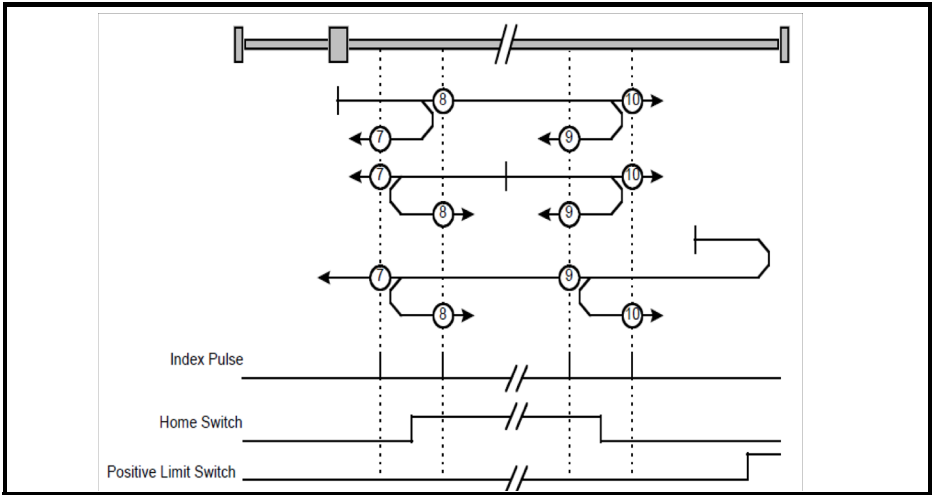 8 10
7 9
7 10
8 9
7 9
8 10
Index Pulse
Home Switch
Positive Limit Switch